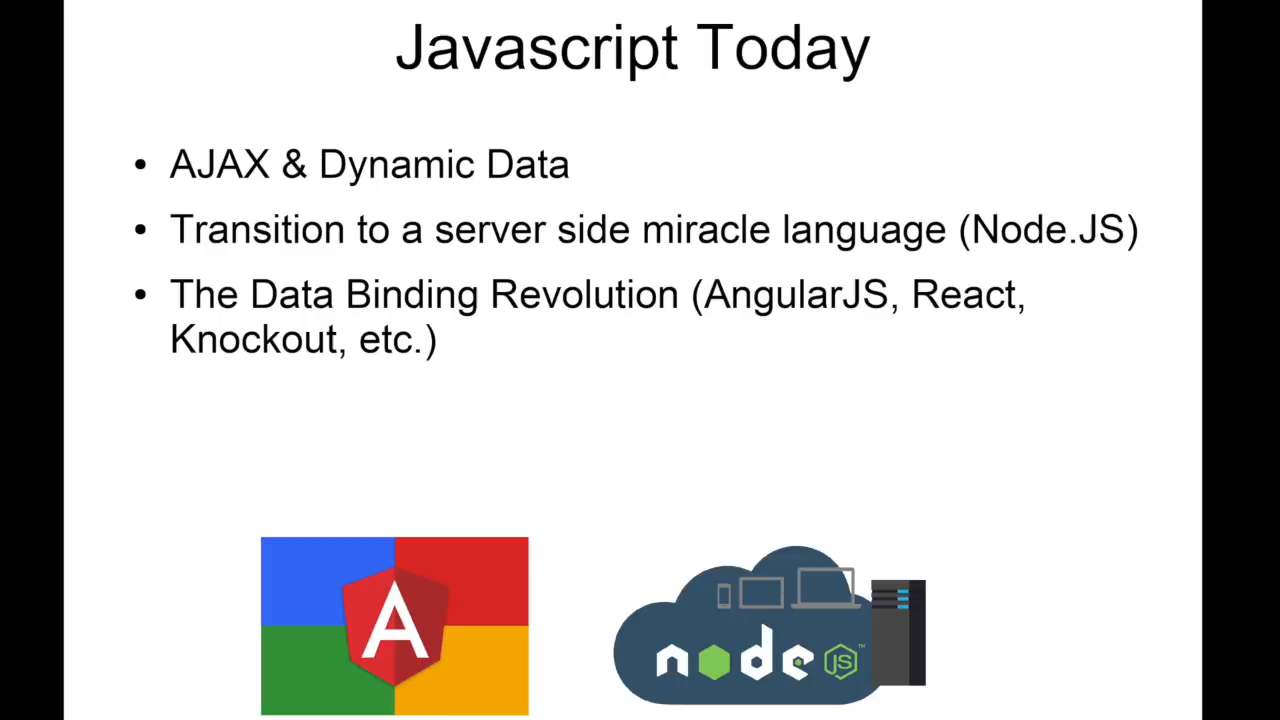 Javascript Today
• AJAX & Dynamic Data
• Transition to a server side miracle language (Node.JS)
• The Data Binding Revolution (AngularJS, React,
Knockout, etc.)
A
node JS™